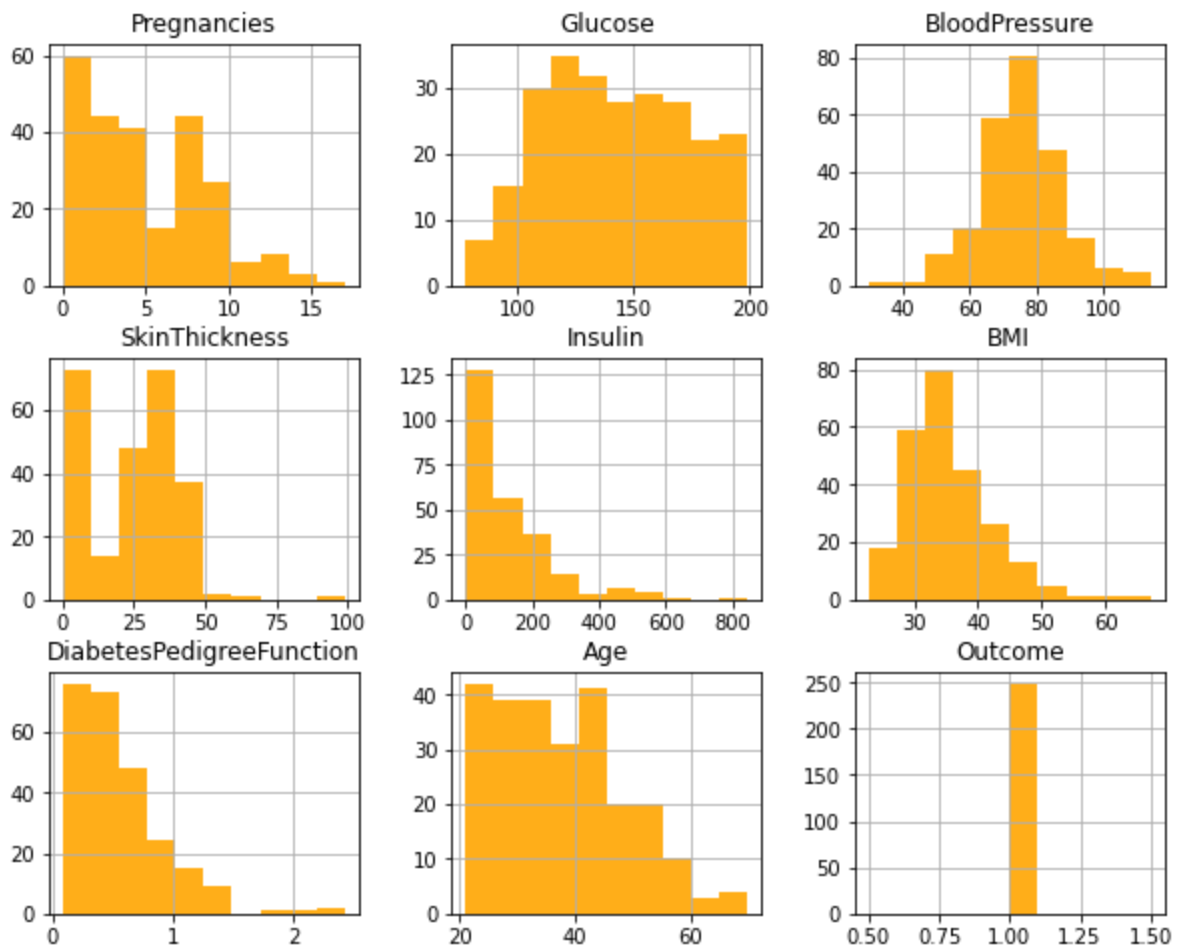 Pregnancies Glucose BloodPressure
60 30 80
40 20 60
20 10 40
0 0 20
0
0 5 10 15 100 150 200 40 60 80 100
SkinThickness Insulin BMI
60 125 80
40 100 60
20 75 40
0 50 20
25 0
0
0 25 50 75 100 0 200 400 600 800 30 40 50 60
DiabetesPedigreeFunction Age Outcome
60 40 250
40 30 200
20 20 150
0 10 100
0 50
0
0 1 2 20 40 60 0.50 0.75 1.00 1.25 1.50